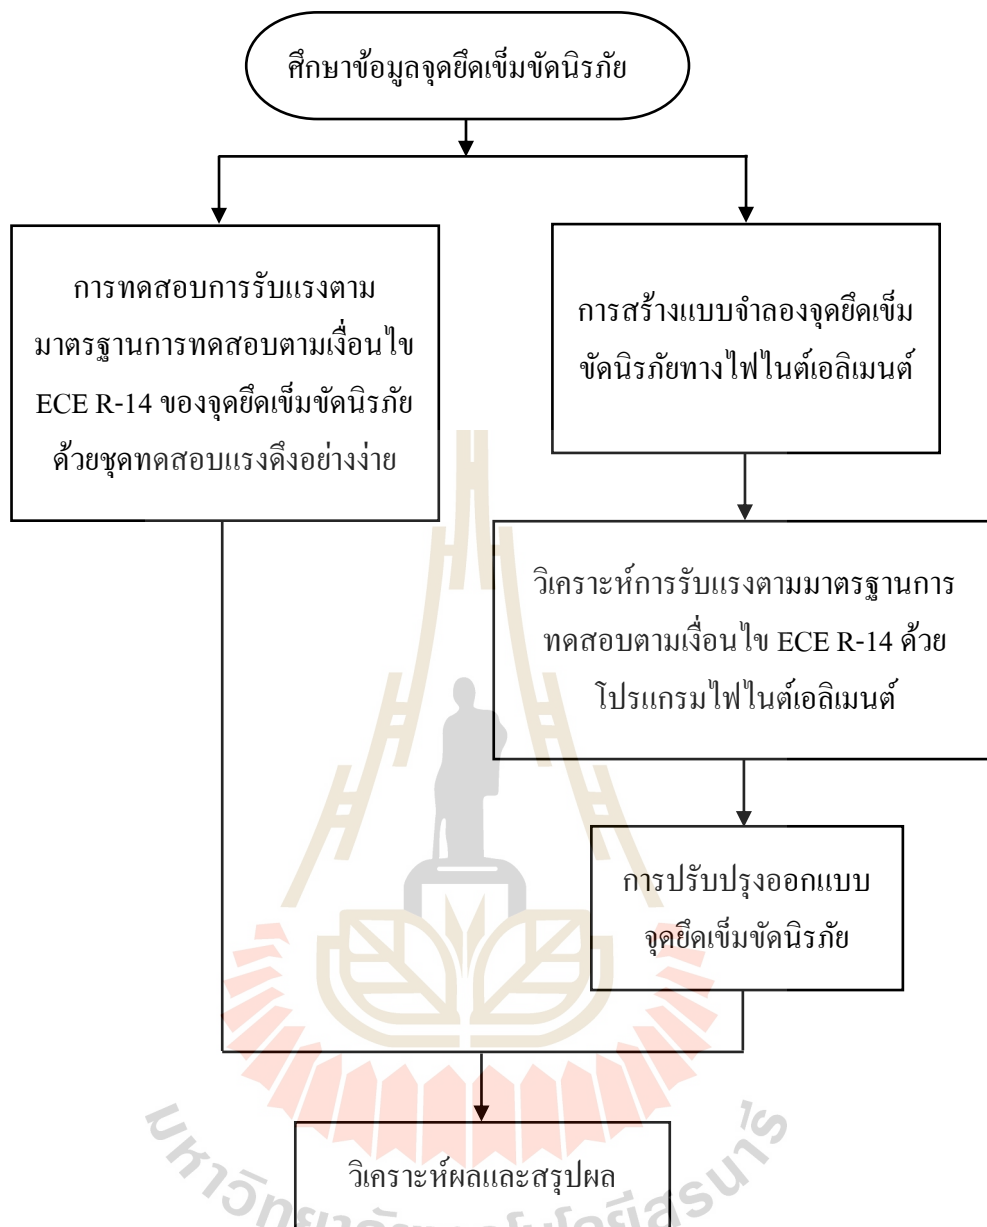 ศึกษาข้อมูลจุดยึดเข็มขัดนิรภัย
การทดสอบการรับแรงตาม
มาตรฐานการทดสอบตามเงื่อนไข
ECE R-14 ของจุดยึดเข็มขัดนิรภัย
ด้วยชุดทดสอบแรงดึงอย่างง่าย
การสร้างแบบจำลองจุดยึดเข็ม
ขัดนิรภัยทางไฟไนต์เอลิเมนต์
วิเคราะห์การรับแรงตามมาตรฐานการ
ทดสอบตามเงื่อนไข ECE R-14 ด้วย
โปรแกรมไฟไนต์เอลิเมนต์
การปรับปรุงออกแบบ
จุดยึดเข็มขัดนิรภัย
วิเคราะห์ผลและสรุปผล